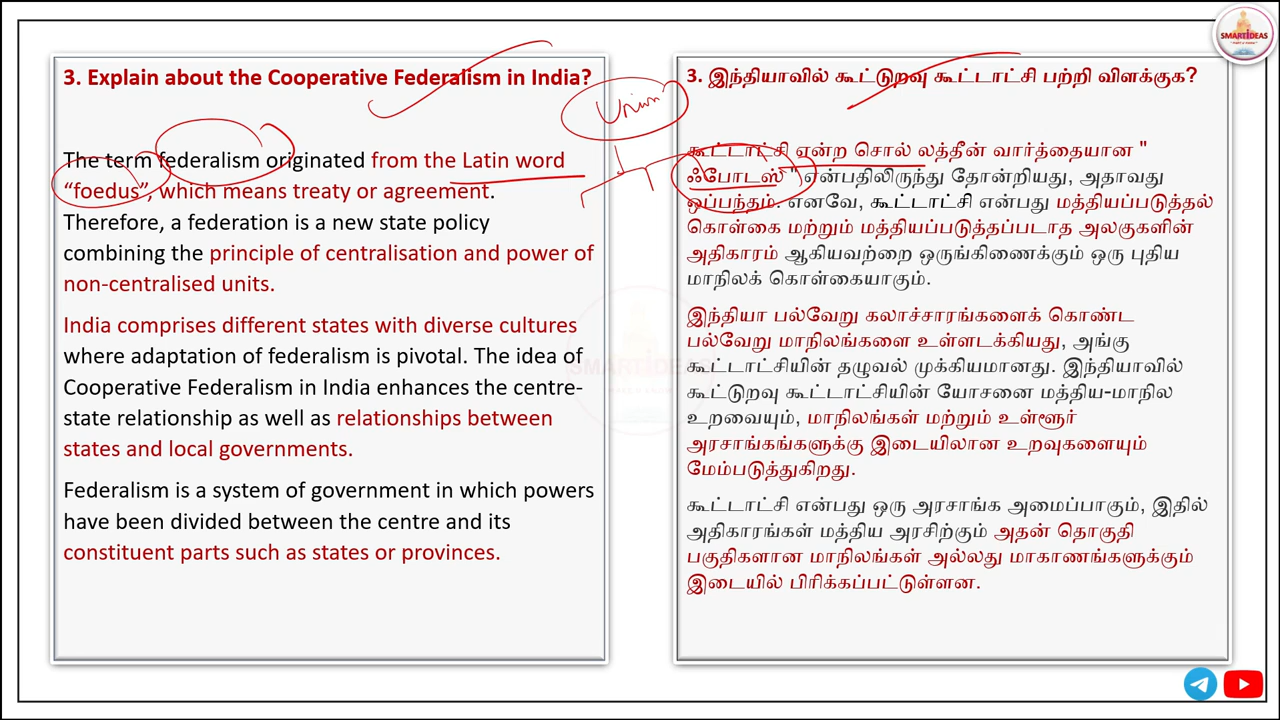 SMARTIDEAS
3. Explain about the Cooperative Federalism in India?
The term federalism originated from the Latin word
“foedus”, which means treaty or agreement.
Therefore, a federation is a new state policy
combining the principle of centralisation and power of
non-centralised units.
India comprises different states with diverse cultures
where adaptation of federalism is pivotal. The idea of
Cooperative Federalism in India enhances the centre-
state relationship as well as relationships between
states and local governments.
Federalism is a system of government in which powers
have been divided between the centre and its
constituent parts such as states or provinces.
Union
3. இந்தியாவில் கூட்டுறவு கூட்டாட்சி பற்றி விளக்குக?
கூட்டாட்சி என்ற சொல் லத்தீன் வார்த்தையான "
ஃபோடஸ் " என்பதிலிருந்து தோன்றியது, அதாவது
ஒப்பந்தம். எனவே, கூட்டாட்சி என்பது மத்தியப்படுத்தல்
கொள்கை மற்றும் மத்தியப்படுத்தப்படாத அலகுகளின்
அதிகாரம் ஆகியவற்றை ஒருங்கிணைக்கும் ஒரு புதிய
மாநிலக் கொள்கையாகும்.
இந்தியா பல்வேறு கலாச்சாரங்களைக் கொண்ட
பல்வேறு மாநிலங்களை உள்ளடக்கியது, அங்கு
கூட்டாட்சியின் தழுவல் முக்கியமானது. இந்தியாவில்
கூட்டுறவு கூட்டாட்சியின் யோசனை மத்திய-மாநில
உறவையும், மாநிலங்கள் மற்றும் உள்ளூர்
அரசாங்கங்களுக்கு இடையிலான உறவுகளையும்
மேம்படுத்துகிறது.
கூட்டாட்சி என்பது ஒரு அரசாங்க அமைப்பாகும், இதில்
அதிகாரங்கள் மத்திய அரசிற்கும் அதன் தொகுதி
பகுதிகளான மாநிலங்கள் அல்லது மாகாணங்களுக்கும்
இடையில் பிரிக்கப்பட்டுள்ளன.
SMARTIDEAS